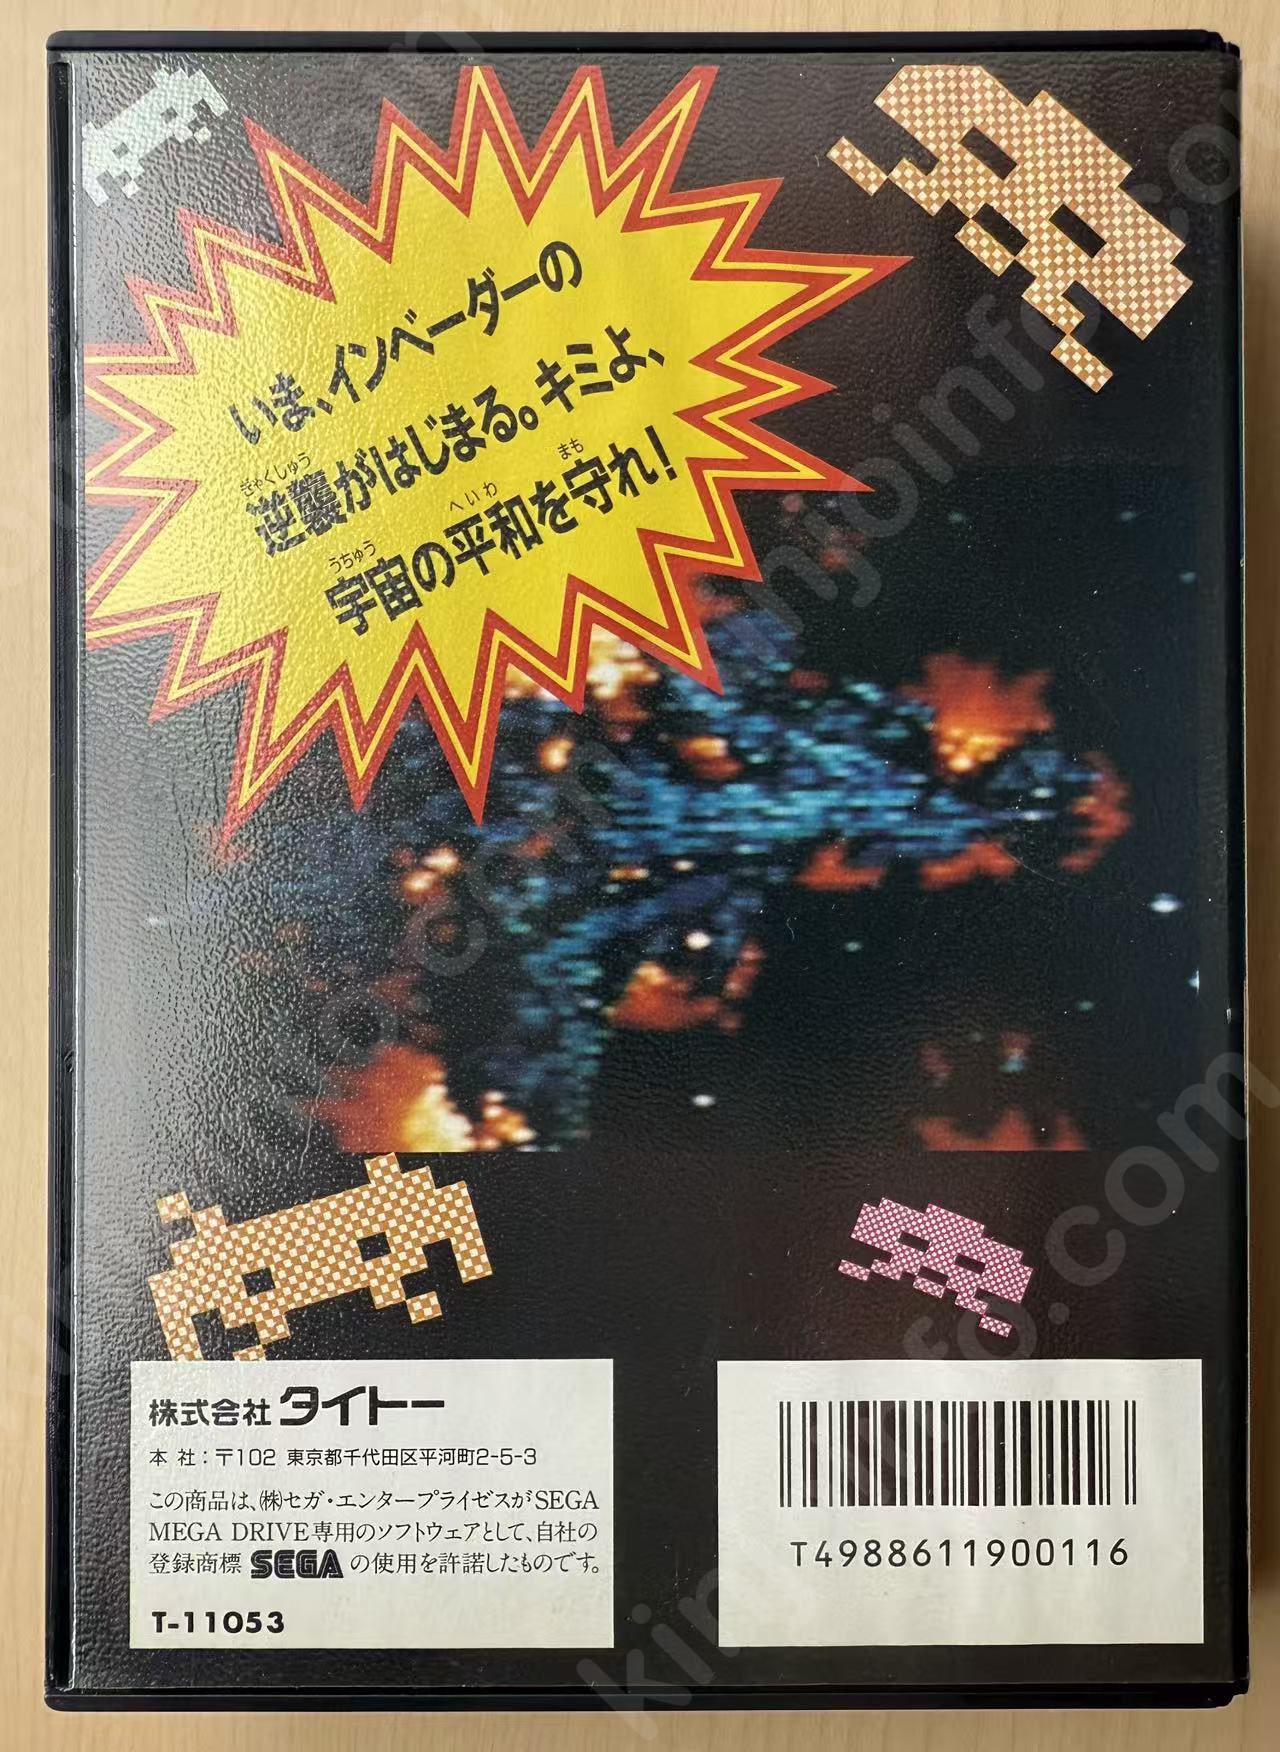 いま、インベーダーの
ぎゃくしゅう
逆襲がはじまる。キミよ、
うちゅう へいわ まも
宇宙の平和を守れ!
株式会社 タイトー
本 社:〒102 東京都千代田区平河町2-5-3
この商品は、㈱セガ・エンタープライゼスがSEGA
MEGA DRIVE専用のソフトウェアとして、自社の
登録商標 SEGA の使用を許諾したものです。
T-11053
T4988611900116
kimjoinfo.com